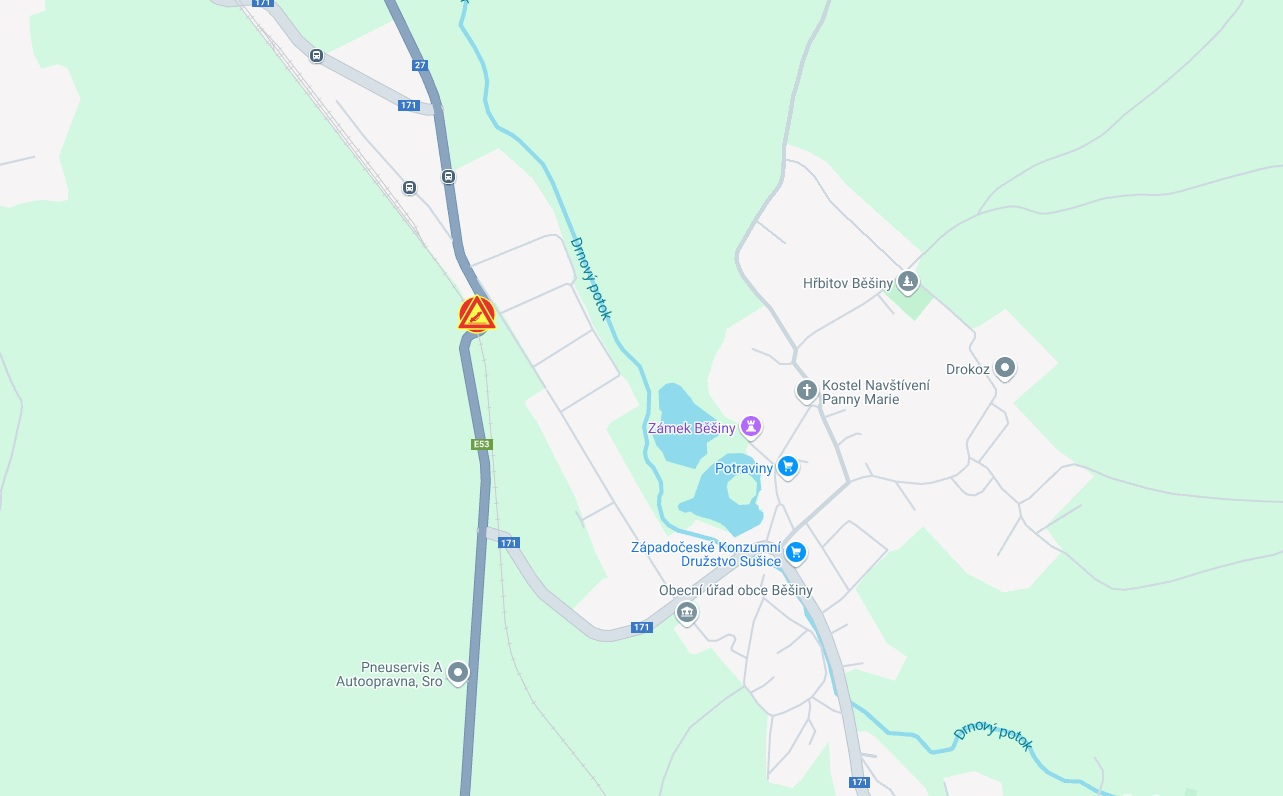 171
27
171
Drnový potok
Hřbitov Běšiny
Drokoz
Kostel Navštívení
Panny Marie
Zámek Běšiny
E53
Potraviny
171
Západočeské Konzumní
Družstvo Sušice
Obecní úřad obce Běšiny
171
Pneuservis A
Autoopravna, Sro
Drnový potok
171